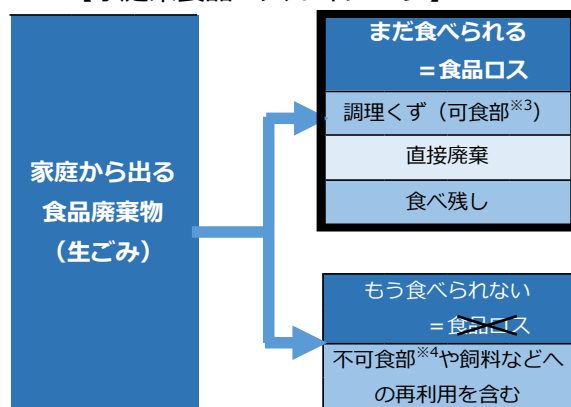 家庭から出る
食品廃棄物
（生ごみ）
まだ食べられる
＝食品ロス
調理くず（可食部※3）
直接廃棄
食べ残し
もう食べられない
＝食品ロス
不可食部※4や飼料などへ
の再利用を含む